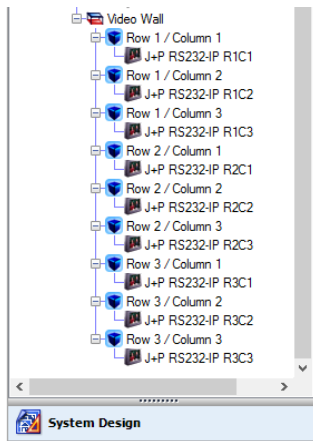 Video Wall
Row 1 / Column 1
J+P RS232-IP R1C1
Row 1 / Column 2
J+P RS232-IP R1C2
Row 1 / Column 3
J+P RS232-IP R1C3
Row 2 / Column 1
J+P RS232-IP R2C1
Row 2 / Column 2
J+P RS232-IP R2C2
Row 2 / Column 3
J+P RS232-IP R2C3
Row 3 / Column 1
J+P RS232-IP R3C1
Row 3 / Column 2
J+P RS232-IP R3C2
Row 3 / Column 3
J+P RS232-IP R3C3
System Design